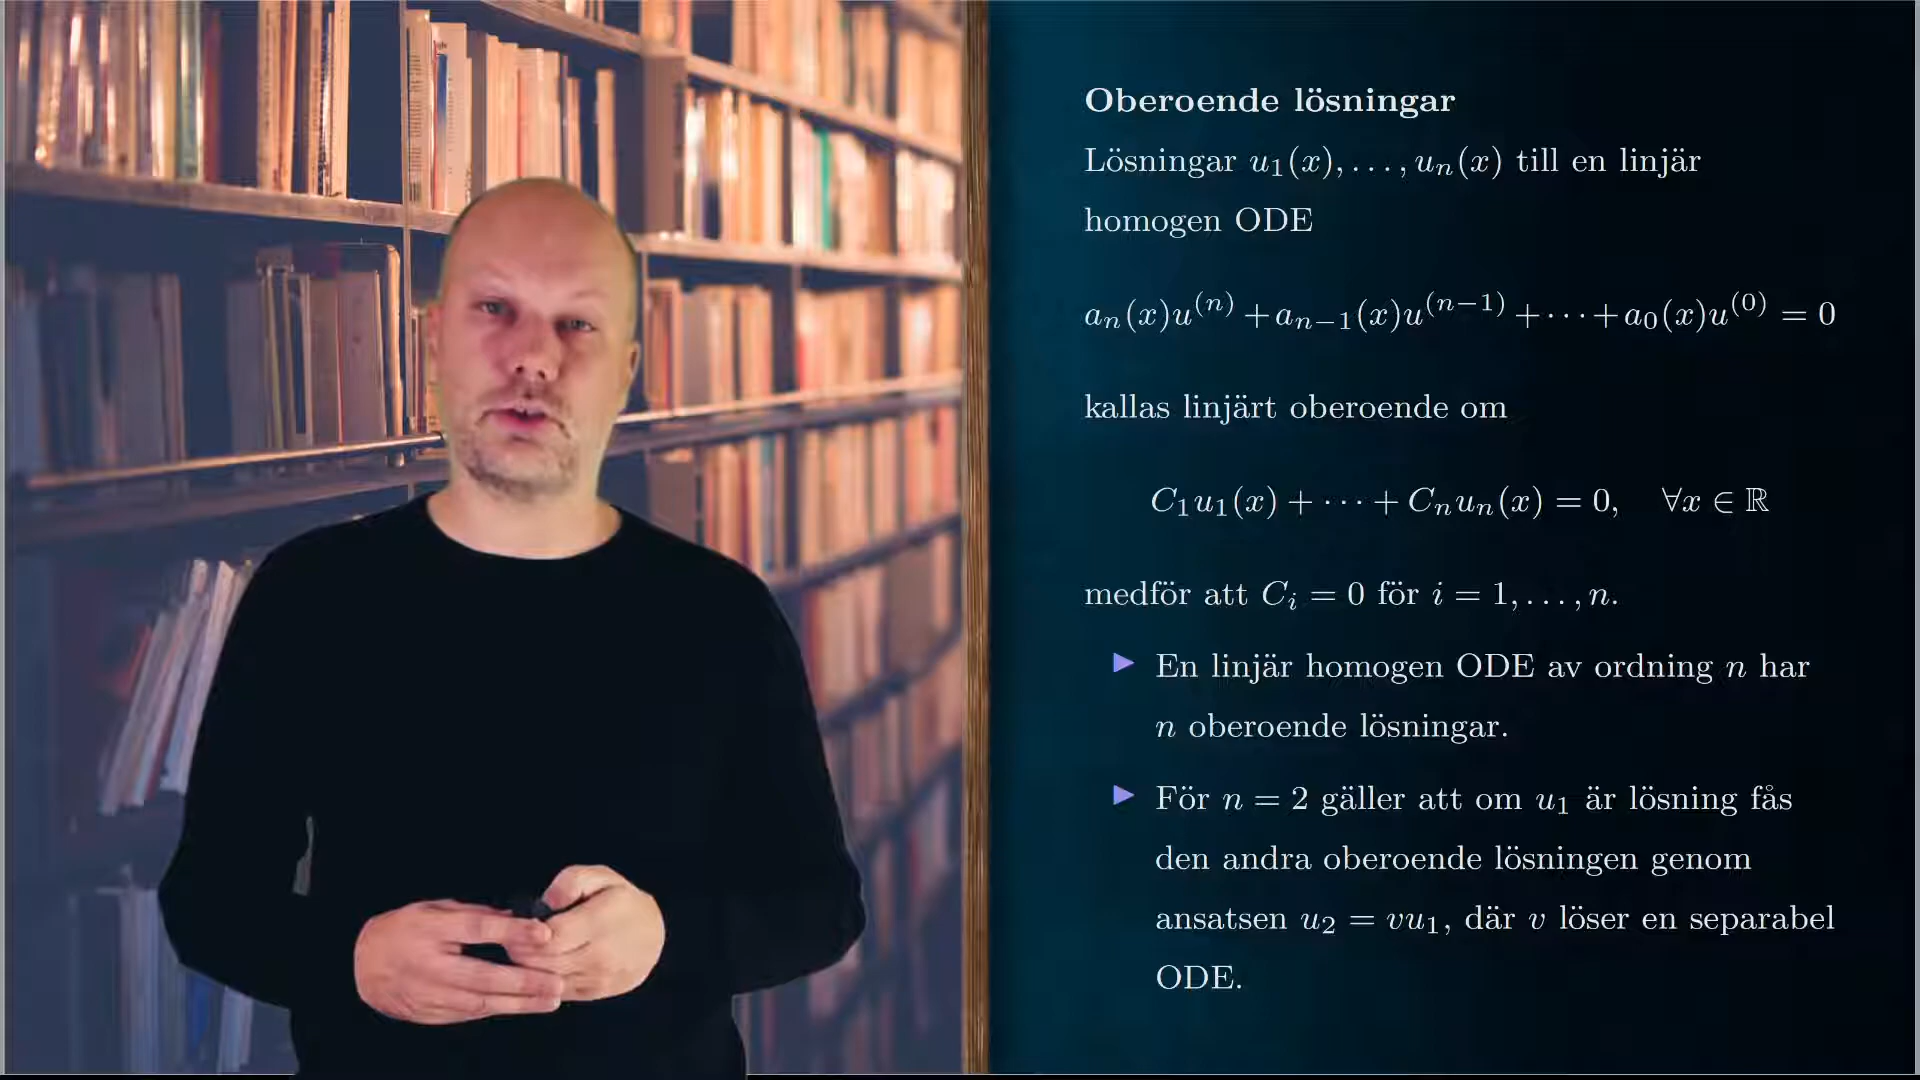 Oberoende lösningar
Lösningar u₁(x), . . . , uₙ(x) till en linjär
homogen ODE
aₙ(x)u⁽ⁿ⁾ + aₙ₋₁(x)u⁽ⁿ⁻¹⁾ + · · · + a₀(x)u⁽⁰⁾ = 0
kallas linjärt oberoende om
C₁u₁(x) + · · · + Cₙuₙ(x) = 0, ∀x ∈ ℝ
medför att Cᵢ = 0 för i = 1, . . . , n.
▶ En linjär homogen ODE av ordning n har
n oberoende lösningar.
▶ För n = 2 gäller att om u₁ är lösning fås
den andra oberoende lösningen genom
ansatsen u₂ = vu₁, där v löser en separabel
ODE.